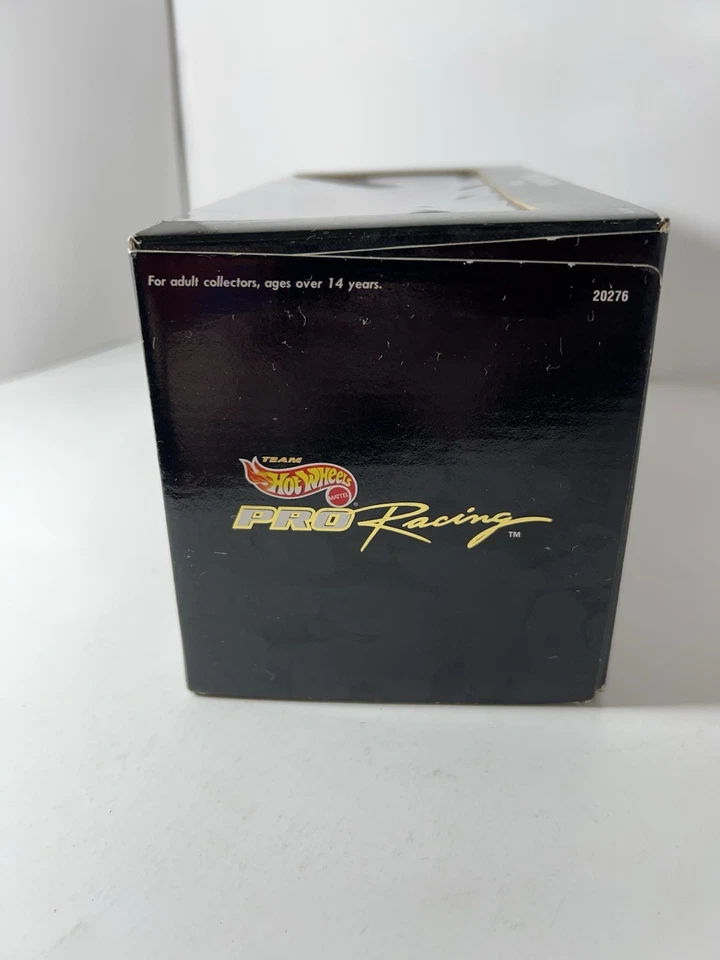 For adult collectors, ages over 14 years.
20276
TEAM
Hot Wheels
MATTEL
®
PRO Racing
TM